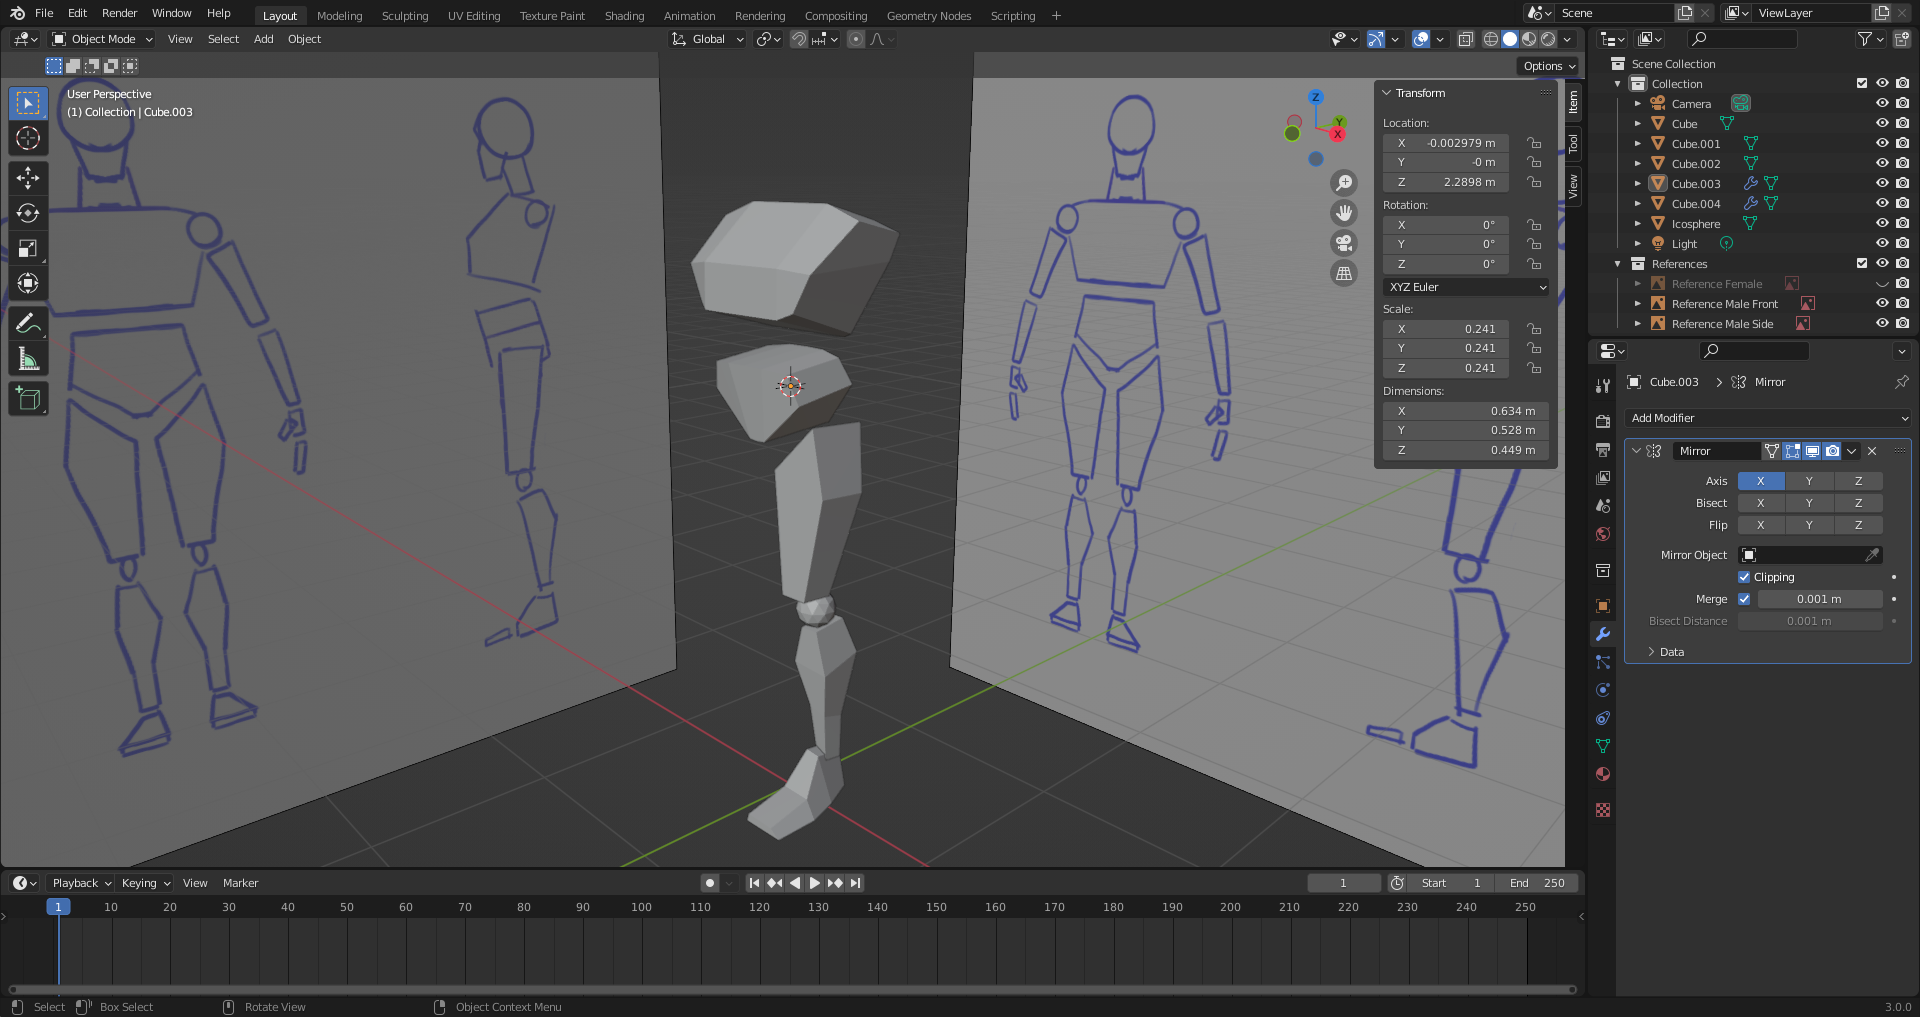 File Edit Render Window Help Layout Modeling Sculpting UV Editing Texture Paint Shading Animation Rendering Compositing Geometry Nodes Scripting + Scene ViewLayer
Object Mode View Select Add Object Global
Options
User Perspective
(1) Collection | Cube.003
Z
Y
X
Transform
Location:
X -0.002979 m
Y -0 m
Z 2.2898 m
Rotation:
X 0°
Y 0°
Z 0°
XYZ Euler
Scale:
X 0.241
Y 0.241
Z 0.241
Dimensions:
X 0.634 m
Y 0.528 m
Z 0.449 m
Item
Tool
View
Scene Collection
Collection
Camera
Cube
Cube.001
Cube.002
Cube.003
Cube.004
Icosphere
Light
References
Reference Female
Reference Male Front
Reference Male Side
Cube.003 > Mirror
Add Modifier
Mirror
Axis X Y Z
Bisect X Y Z
Flip X Y Z
Mirror Object
Clipping
Merge 0.001 m
Bisect Distance 0.001 m
Data
Playback Keying View Marker 1 Start 1 End 250
1 10 20 30 40 50 60 70 80 90 100 110 120 130 140 150 160 170 180 190 200 210 220 230 240 250
Select Box Select Rotate View Object Context Menu 3.0.0